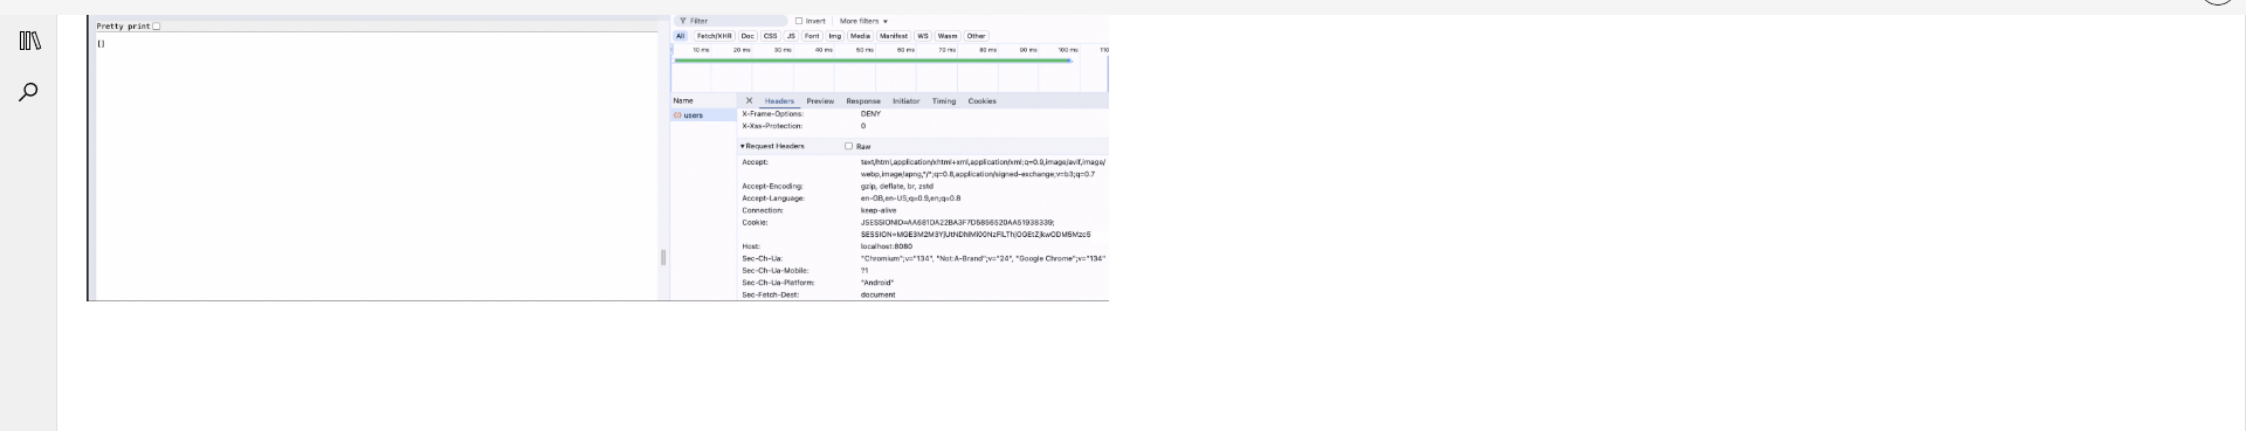 Pretty print
[]
Filter
Invert
More filters
All
Fetch/XHR
Doc
CSS
JS
Font
Img
Media
Manifest
WS
Wasm
Other
10 ms
20 ms
30 ms
40 ms
50 ms
60 ms
70 ms
80 ms
90 ms
100 ms
110
Name
Headers
Preview
Response
Initiator
Timing
Cookies
users
X-Frame-Options: DENY
X-Xss-Protection: 0
Request Headers
Raw
Accept: text/html,application/xhtml+xml,application/xml;q=0.9,image/avif,image/
webp,image/apng,*/*;q=0.8,application/signed-exchange;v=b3;q=0.7
Accept-Encoding: gzip, deflate, br, zstd
Accept-Language: en-GB,en-US;q=0.9,en;q=0.8
Connection: keep-alive
Cookie:
Host: localhost:8080
Sec-Ch-Ua: "Chromium";v="134", "Not:A-Brand";v="24", "Google Chrome";v="134"
Sec-Ch-Ua-Mobile: ?1
Sec-Ch-Ua-Platform: "Android"
Sec-Fetch-Dest: document